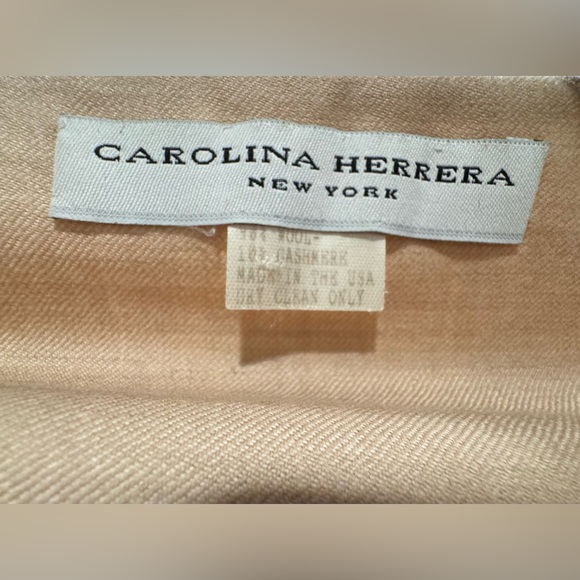 CAROLINA HERRERA
NEW YORK
WOOL-
10% CASHMERE
MADE IN THE USA
DRY CLEAN ONLY